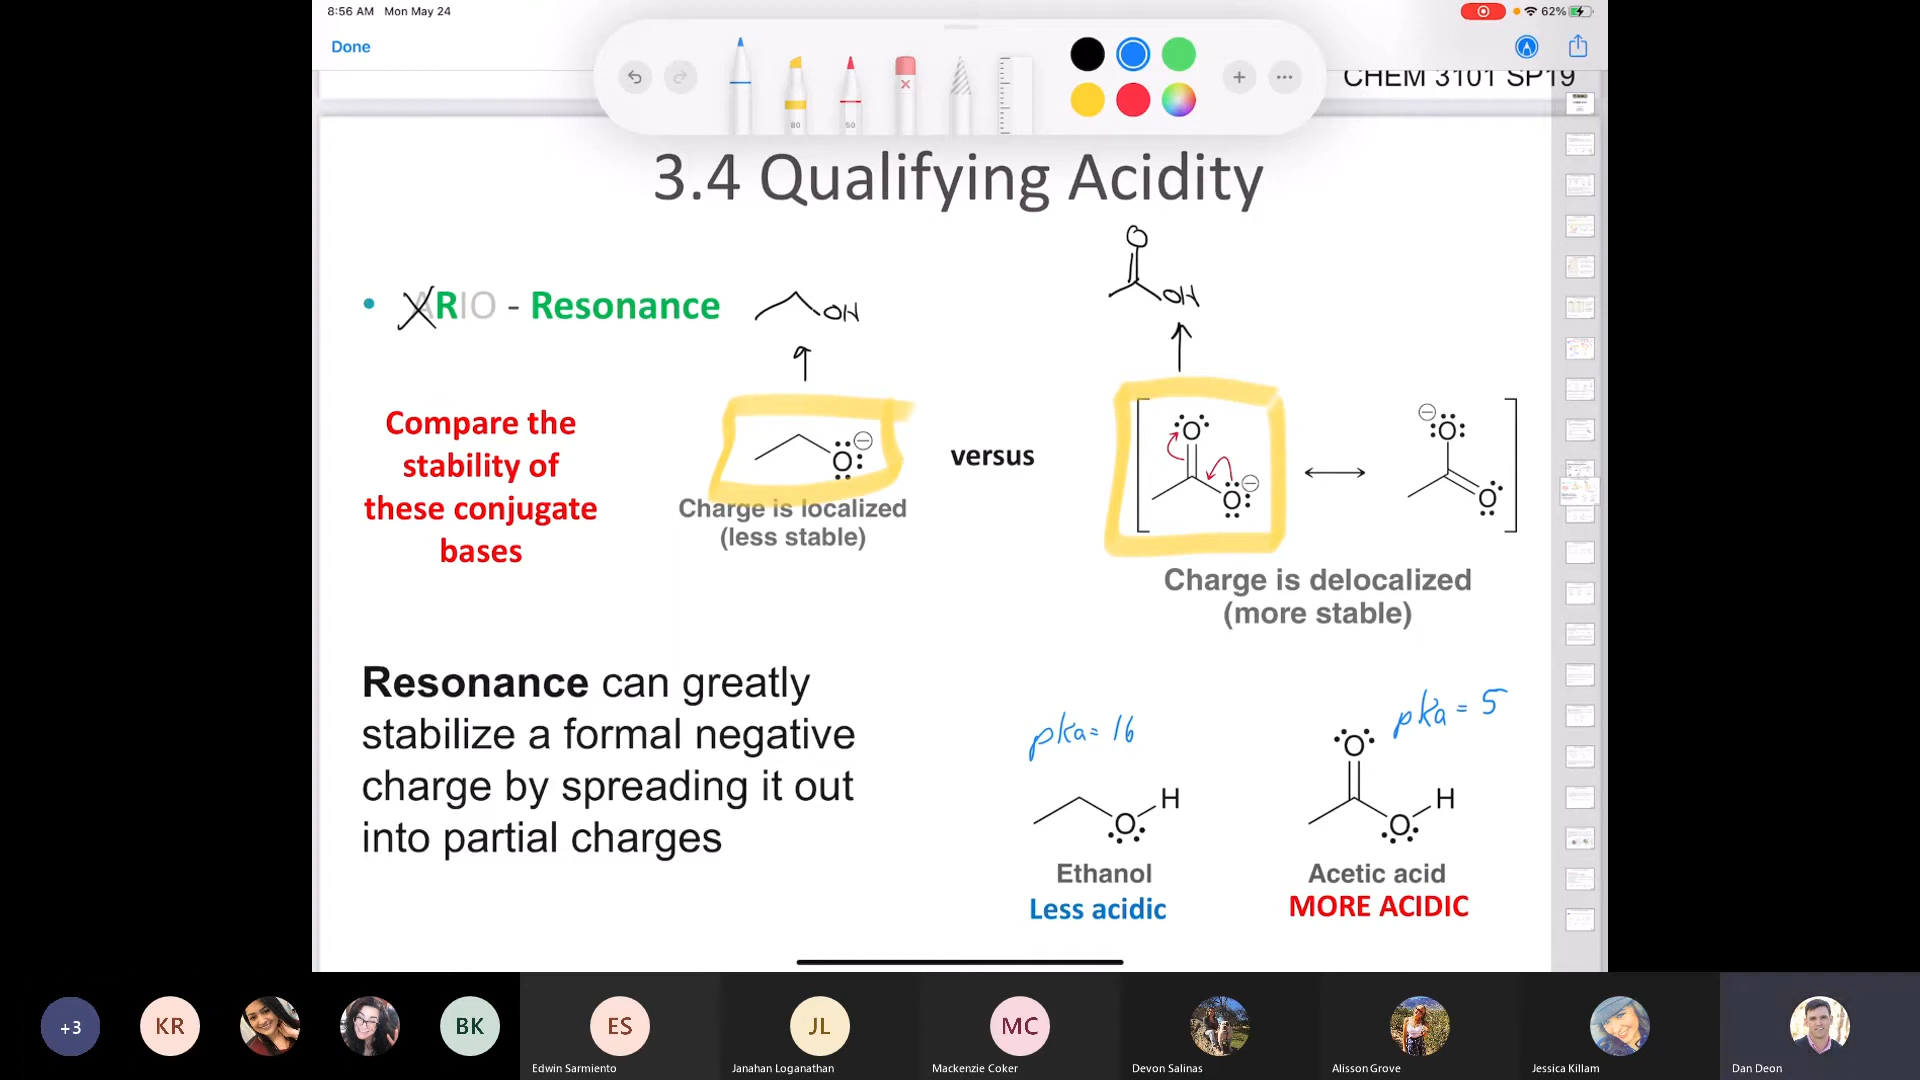 8:56 AM Mon May 24
62%
Done
80
50
CHEM 3101 SP19
3.4 Qualifying Acidity
• ARIO - Resonance
OH
O
OH
Compare the
stability of
these conjugate
bases
O
versus
O
O
O
O
Charge is localized
(less stable)
Charge is delocalized
(more stable)
Resonance can greatly
stabilize a formal negative
charge by spreading it out
into partial charges
pka = 16
pka = 5
O
H
O
O
H
Ethanol
Less acidic
Acetic acid
MORE ACIDIC
+3
KR
BK
ES
JL
MC
Edwin Sarmiento
Janahan Loganathan
Mackenzie Coker
Devon Salinas
Alisson Grove
Jessica Killam
Dan Deon